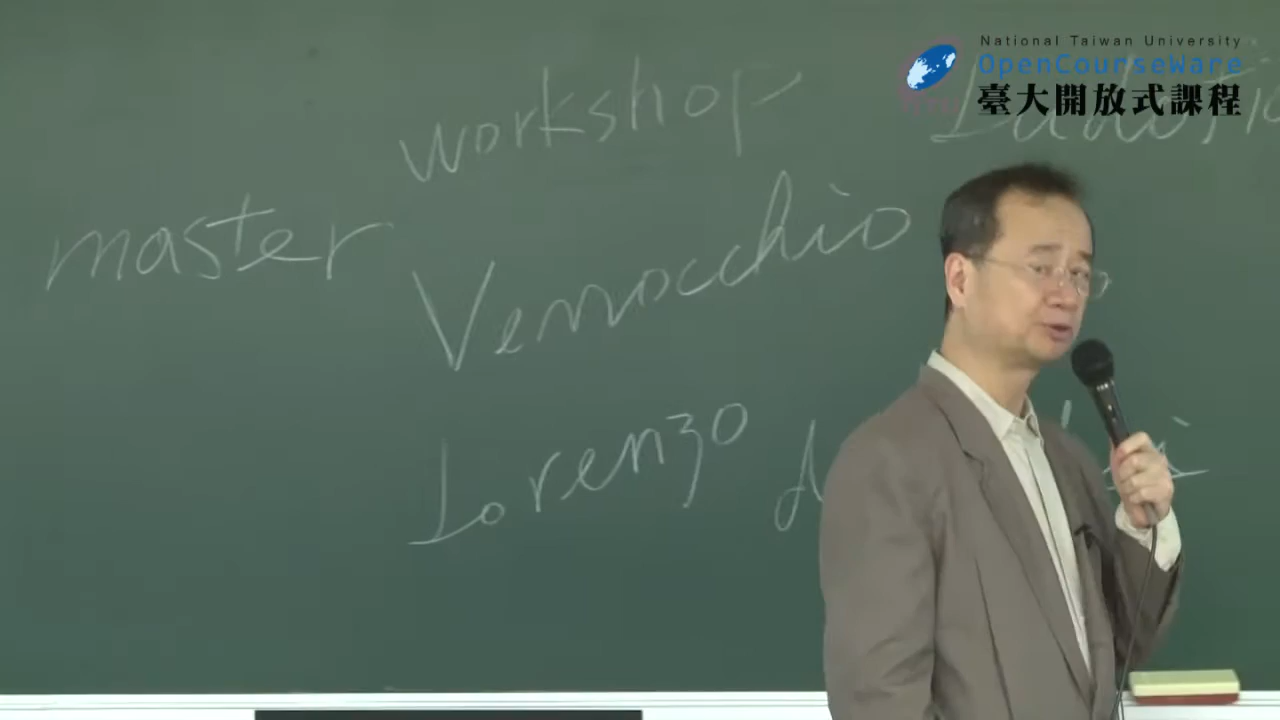 National Taiwan University
OpenCourseWare
臺大開放式課程
workshop
master
Verrocchio
Lorenzo